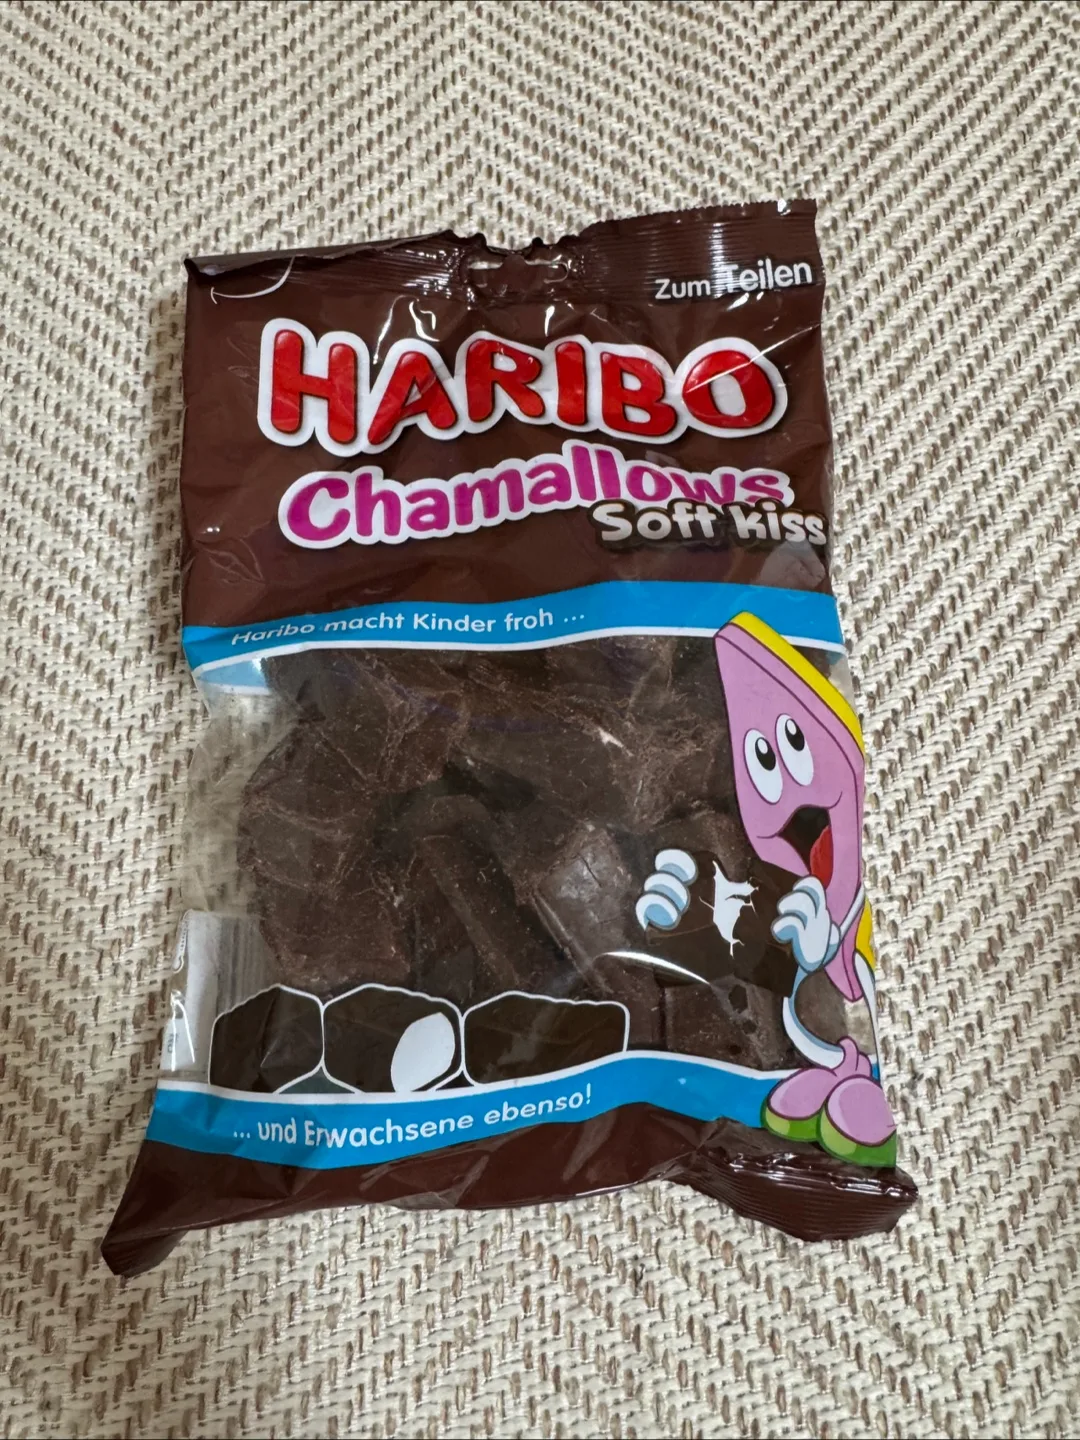 Zum Teilen
HARIBO
Chamallows
Soft kiss
Haribo macht Kinder froh ...
... und Erwachsene ebenso!